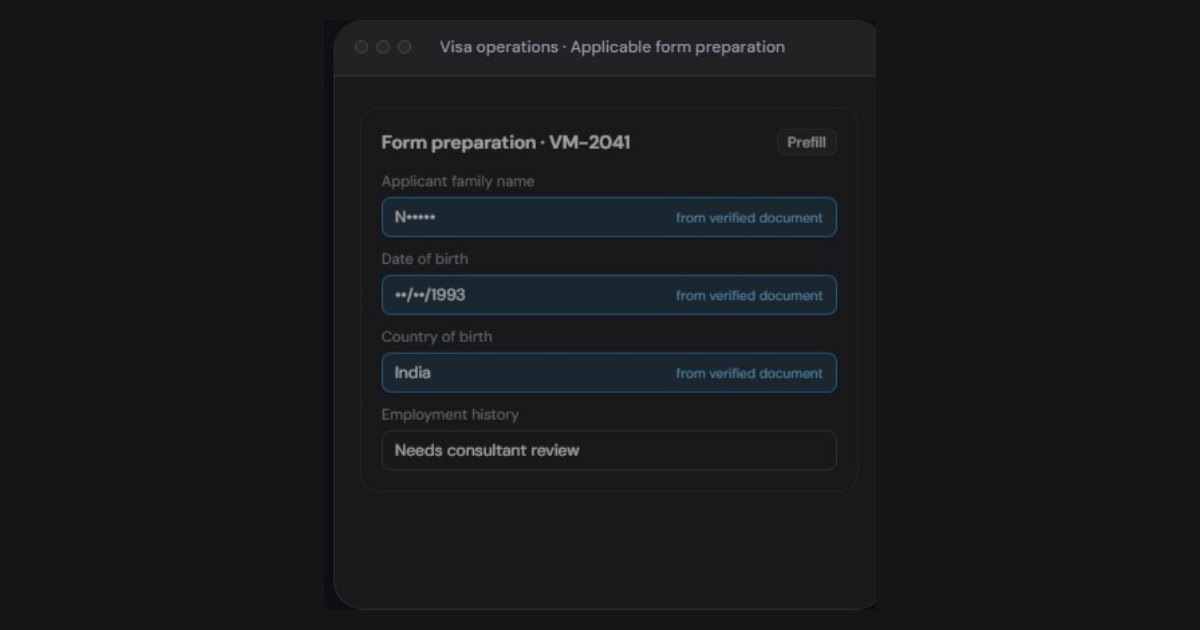 Visa operations · Applicable form preparation
Form preparation · VM-2041
Prefill
Applicant family name
N•••••
from verified document
Date of birth
••/••/1993
from verified document
Country of birth
India
from verified document
Employment history
Needs consultant review